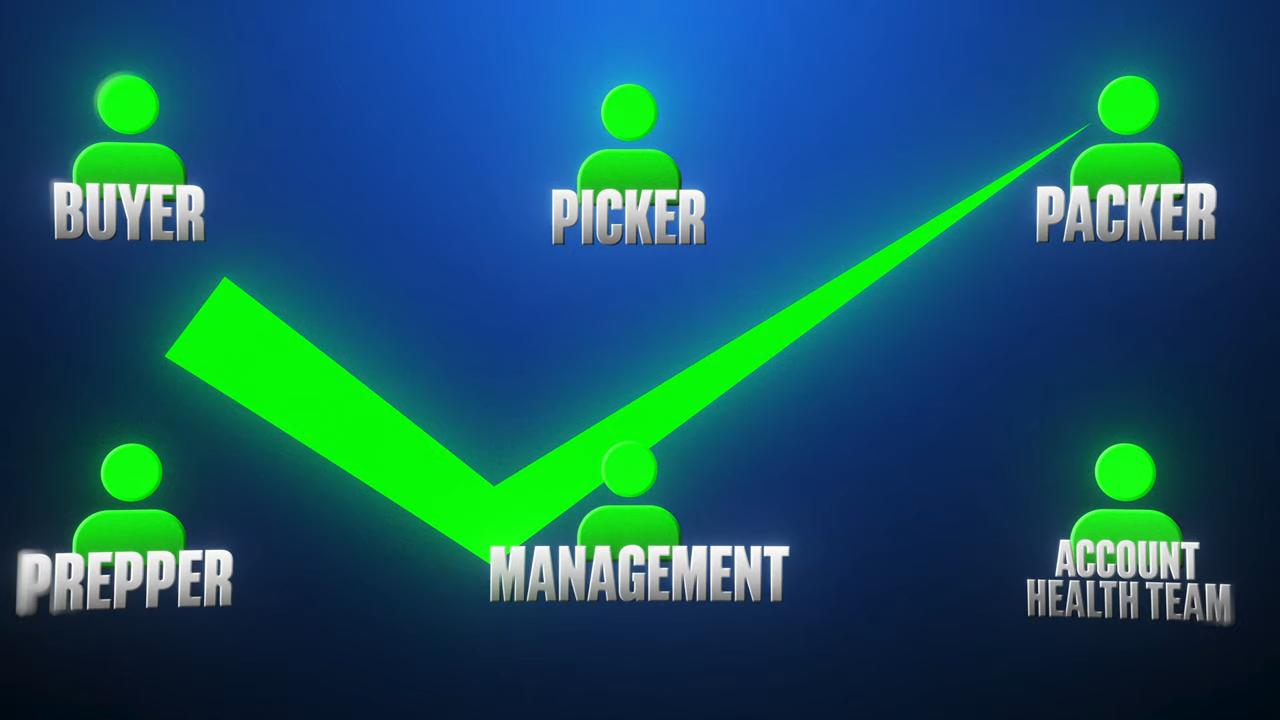 BUYER
PICKER
PACKER
PREPPER
MANAGEMENT
ACCOUNT
HEALTH TEAM